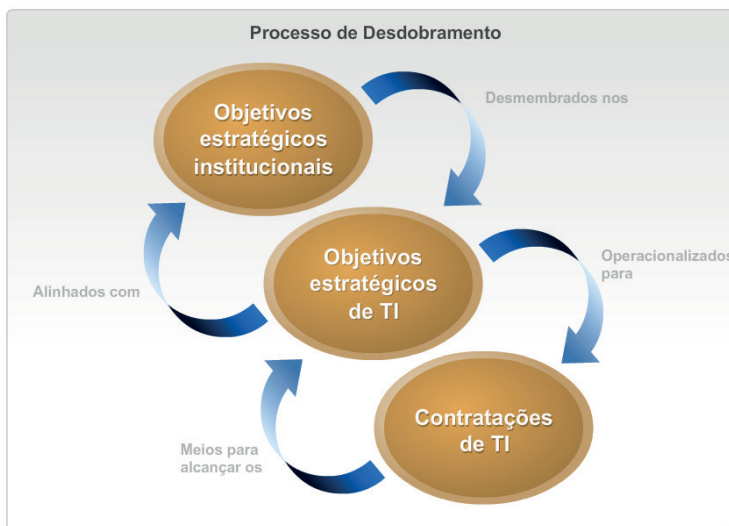 Processo de Desdobramento
Objetivos
estratégicos
institucionais
Desmembrados nos
Objetivos
estratégicos
de TI
Operacionalizados
para
Alinhados com
Contratações
de TI
Meios para
alcançar os